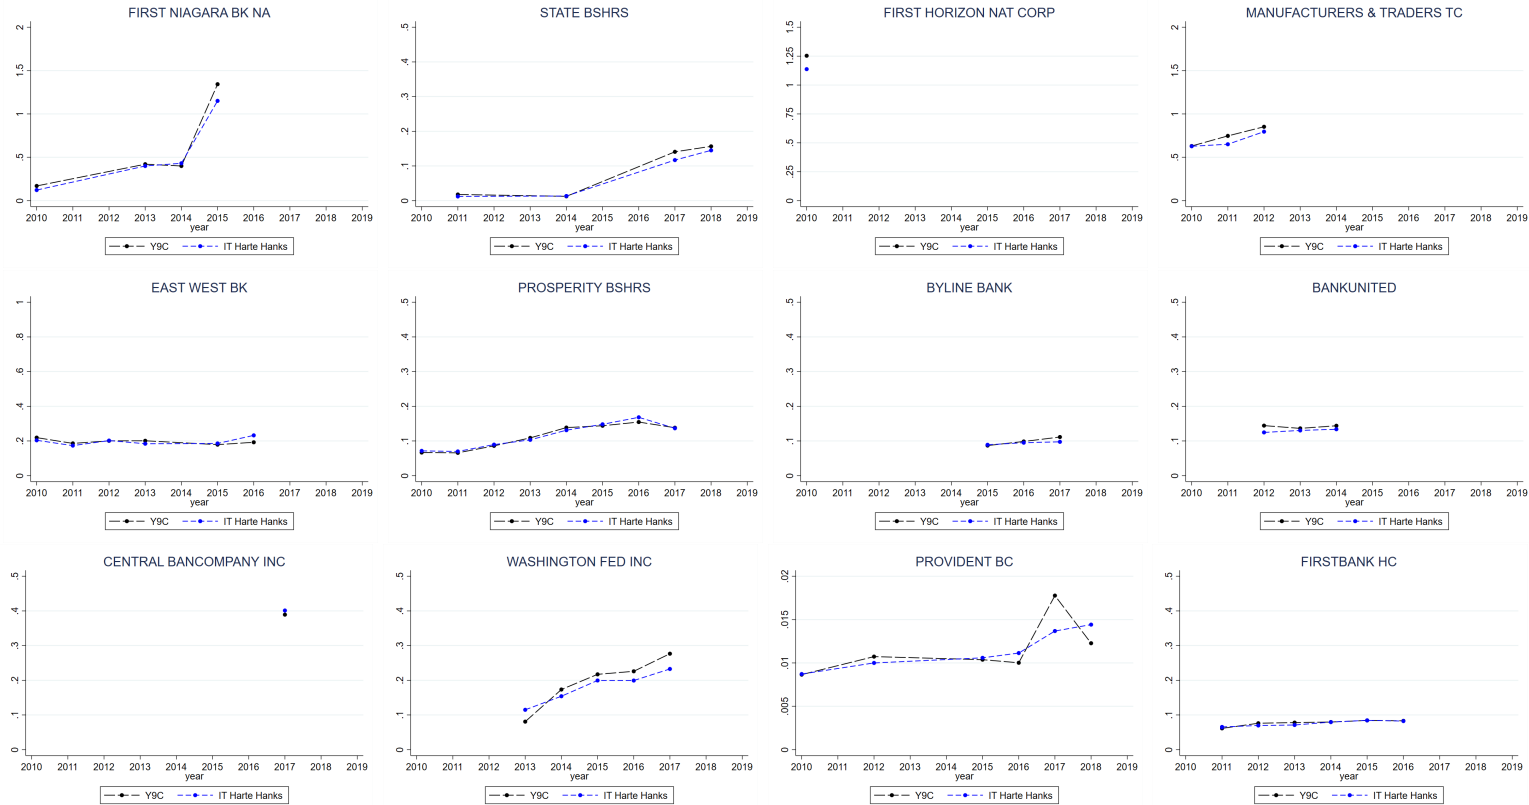 FIRST NIAGARA BK NA
0 .5 1 1.5 2
2010 2011 2012 2013 2014 2015 2016 2017 2018 2019
year
Y9C IT Harte Hanks
STATE BSHRS
0 .1 .2 .3 .4 .5
2010 2011 2012 2013 2014 2015 2016 2017 2018 2019
year
Y9C IT Harte Hanks
FIRST HORIZON NAT CORP
0 .25 .5 .75 1 1.25 1.5
2010 2011 2012 2013 2014 2015 2016 2017 2018 2019
year
Y9C IT Harte Hanks
MANUFACTURERS & TRADERS TC
0 .5 1 1.5 2
2010 2011 2012 2013 2014 2015 2016 2017 2018 2019
year
Y9C IT Harte Hanks
EAST WEST BK
0 .2 .4 .6 .8 1
2010 2011 2012 2013 2014 2015 2016 2017 2018 2019
year
Y9C IT Harte Hanks
PROSPERITY BSHRS
0 .1 .2 .3 .4 .5
2010 2011 2012 2013 2014 2015 2016 2017 2018 2019
year
Y9C IT Harte Hanks
BYLINE BANK
0 .1 .2 .3 .4 .5
2010 2011 2012 2013 2014 2015 2016 2017 2018 2019
year
Y9C IT Harte Hanks
BANKUNITED
0 .1 .2 .3 .4 .5
2010 2011 2012 2013 2014 2015 2016 2017 2018 2019
year
Y9C IT Harte Hanks
CENTRAL BANCOMPANY INC
0 .1 .2 .3 .4 .5
2010 2011 2012 2013 2014 2015 2016 2017 2018 2019
year
Y9C IT Harte Hanks
WASHINGTON FED INC
0 .1 .2 .3 .4 .5
2010 2011 2012 2013 2014 2015 2016 2017 2018 2019
year
Y9C IT Harte Hanks
PROVIDENT BC
0 .005 .01 .015 .02
2010 2011 2012 2013 2014 2015 2016 2017 2018 2019
year
Y9C IT Harte Hanks
FIRSTBANK HC
0 .1 .2 .3 .4 .5
2010 2011 2012 2013 2014 2015 2016 2017 2018 2019
year
Y9C IT Harte Hanks